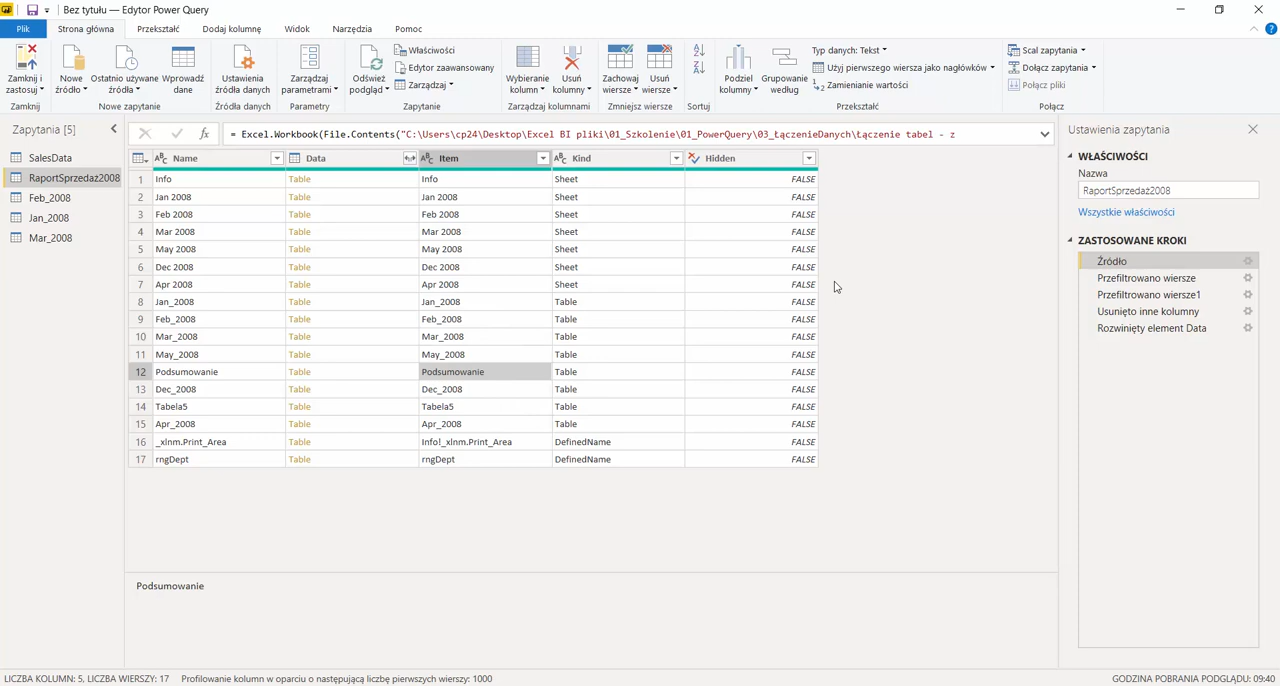 Bez tytułu — Edytor Power Query
Plik Strona główna Przekształć Dodaj kolumnę Widok Narzędzia Pomoc
Zamknij i zastosuj
Nowe źródło
Ostatnio używane źródła
Wprowadź dane
Ustawienia źródła danych
Zarządzaj parametrami
Odśwież podgląd
Właściwości
Edytor zaawansowany
Zarządzaj
Wybieranie kolumn
Usuń kolumny
Zachowaj wiersze
Usuń wiersze
Podziel kolumny
Grupowanie według
Typ danych: Tekst
Użyj pierwszego wiersza jako nagłówków
Zamienianie wartości
Scal zapytania
Dołącz zapytania
Połącz pliki
Zamknij Nowe zapytanie Źródła danych Parametry Zapytanie Zarządzaj kolumnami Zmniejsz wiersze Sortuj Przekształć Połącz
Zapytania [5]
SalesData
RaportSprzedaż2008
Feb_2008
Jan_2008
Mar_2008
= Excel.Workbook(File.Contents("C:\Users\cp24\Desktop\Excel BI pliki\01_Szkolenie\01_PowerQuery\03_ŁączenieDanych\Łączenie tabel - z
Name Data Item Kind Hidden
1 Info Table Info Sheet FALSE
2 Jan 2008 Table Jan 2008 Sheet FALSE
3 Feb 2008 Table Feb 2008 Sheet FALSE
4 Mar 2008 Table Mar 2008 Sheet FALSE
5 May 2008 Table May 2008 Sheet FALSE
6 Dec 2008 Table Dec 2008 Sheet FALSE
7 Apr 2008 Table Apr 2008 Sheet FALSE
8 Jan_2008 Table Jan_2008 Table FALSE
9 Feb_2008 Table Feb_2008 Table FALSE
10 Mar_2008 Table Mar_2008 Table FALSE
11 May_2008 Table May_2008 Table FALSE
12 Podsumowanie Table Podsumowanie Table FALSE
13 Dec_2008 Table Dec_2008 Table FALSE
14 Tabela5 Table Tabela5 Table FALSE
15 Apr_2008 Table Apr_2008 Table FALSE
16 _xlnm.Print_Area Table Info!_xlnm.Print_Area DefinedName FALSE
17 rngDept Table rngDept DefinedName FALSE
Podsumowanie
Ustawienia zapytania
WŁAŚCIWOŚCI
Nazwa
RaportSprzedaż2008
Wszystkie właściwości
ZASTOSOWANE KROKI
Źródło
Przefiltrowano wiersze
Przefiltrowano wiersze1
Usunięto inne kolumny
Rozwinięty element Data
LICZBA KOLUMN: 5, LICZBA WIERSZY: 17 Profilowanie kolumn w oparciu o następującą liczbę pierwszych wierszy: 1000 GODZINA POBRANIA PODGLĄDU: 09:40